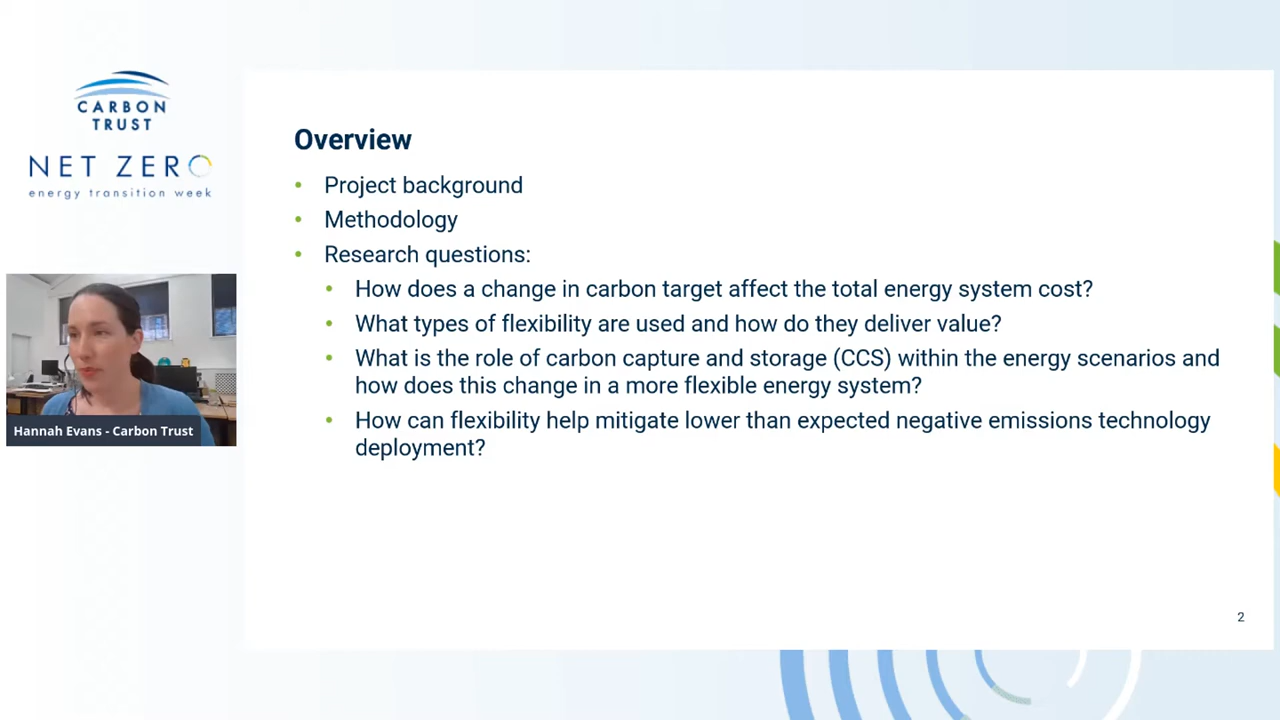 CARBON
TRUST
NET ZERO
energy transition week
Hannah Evans - Carbon Trust
Overview
• Project background
• Methodology
• Research questions:
• How does a change in carbon target affect the total energy system cost?
• What types of flexibility are used and how do they deliver value?
• What is the role of carbon capture and storage (CCS) within the energy scenarios and
how does this change in a more flexible energy system?
• How can flexibility help mitigate lower than expected negative emissions technology
deployment?
2